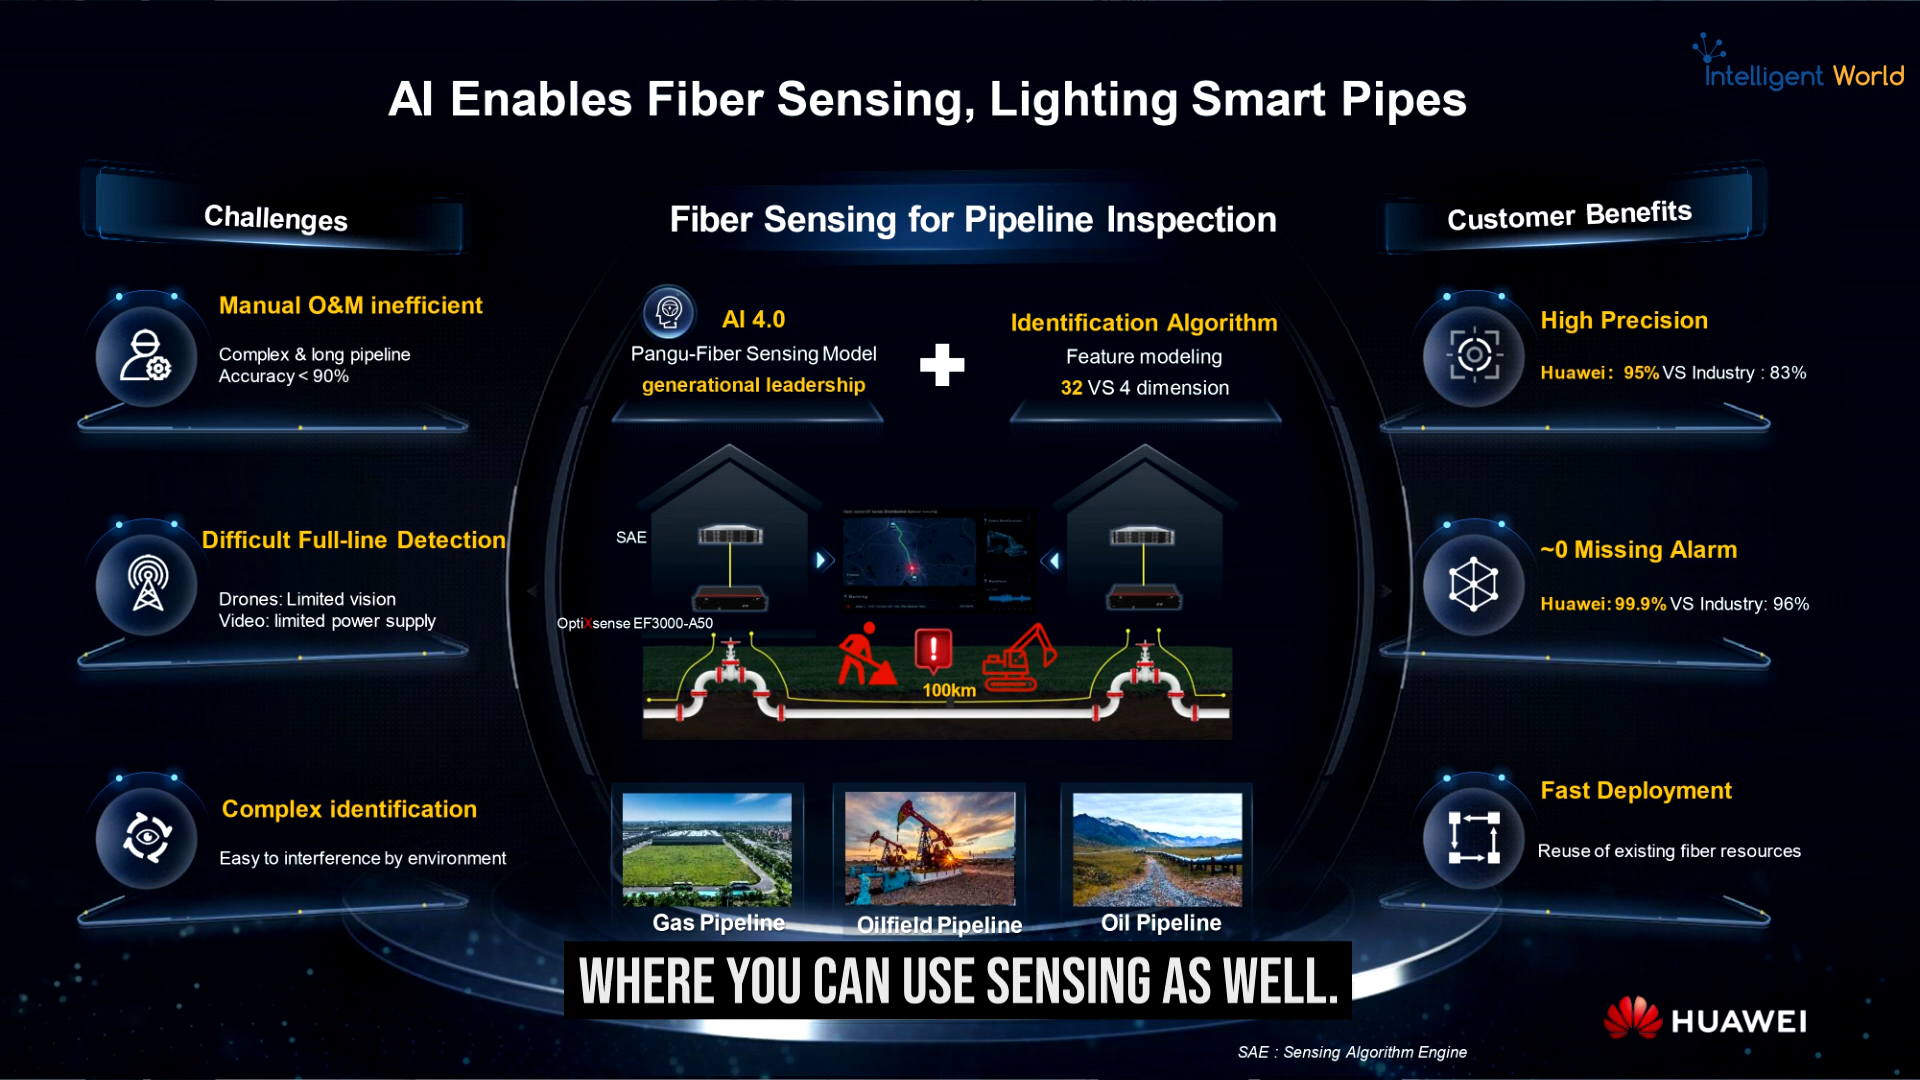 Intelligent World
AI Enables Fiber Sensing, Lighting Smart Pipes
Challenges
Manual O&M inefficient
Complex & long pipeline
Accuracy < 90%
Difficult Full-line Detection
Drones: Limited vision
Video: limited power supply
Complex identification
Easy to interference by environment
Fiber Sensing for Pipeline Inspection
AI 4.0
Pangu-Fiber Sensing Model
generational leadership
Identification Algorithm
Feature modeling
32 VS 4 dimension
SAE
OptiXsense EF3000-A50
100km
Gas Pipeline
Oilfield Pipeline
Oil Pipeline
Customer Benefits
High Precision
Huawei: 95% VS Industry : 83%
~0 Missing Alarm
Huawei: 99.9% VS Industry: 96%
Fast Deployment
Reuse of existing fiber resources
WHERE YOU CAN USE SENSING AS WELL.
HUAWEI
SAE : Sensing Algorithm Engine